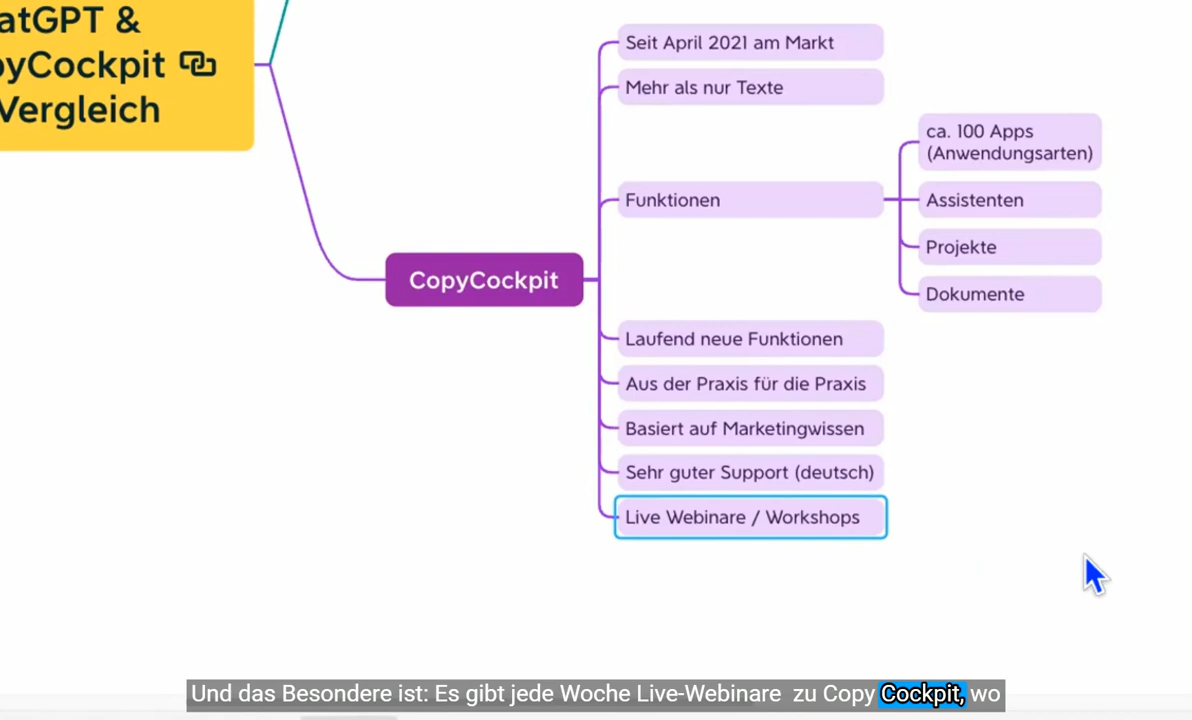 atGPT &
pyCockpit
Vergleich
Seit April 2021 am Markt
Mehr als nur Texte
Funktionen
ca. 100 Apps
(Anwendungsarten)
Assistenten
Projekte
Dokumente
CopyCockpit
Laufend neue Funktionen
Aus der Praxis für die Praxis
Basiert auf Marketingwissen
Sehr guter Support (deutsch)
Live Webinare / Workshops
Und das Besondere ist: Es gibt jede Woche Live-Webinare zu Copy Cockpit, wo